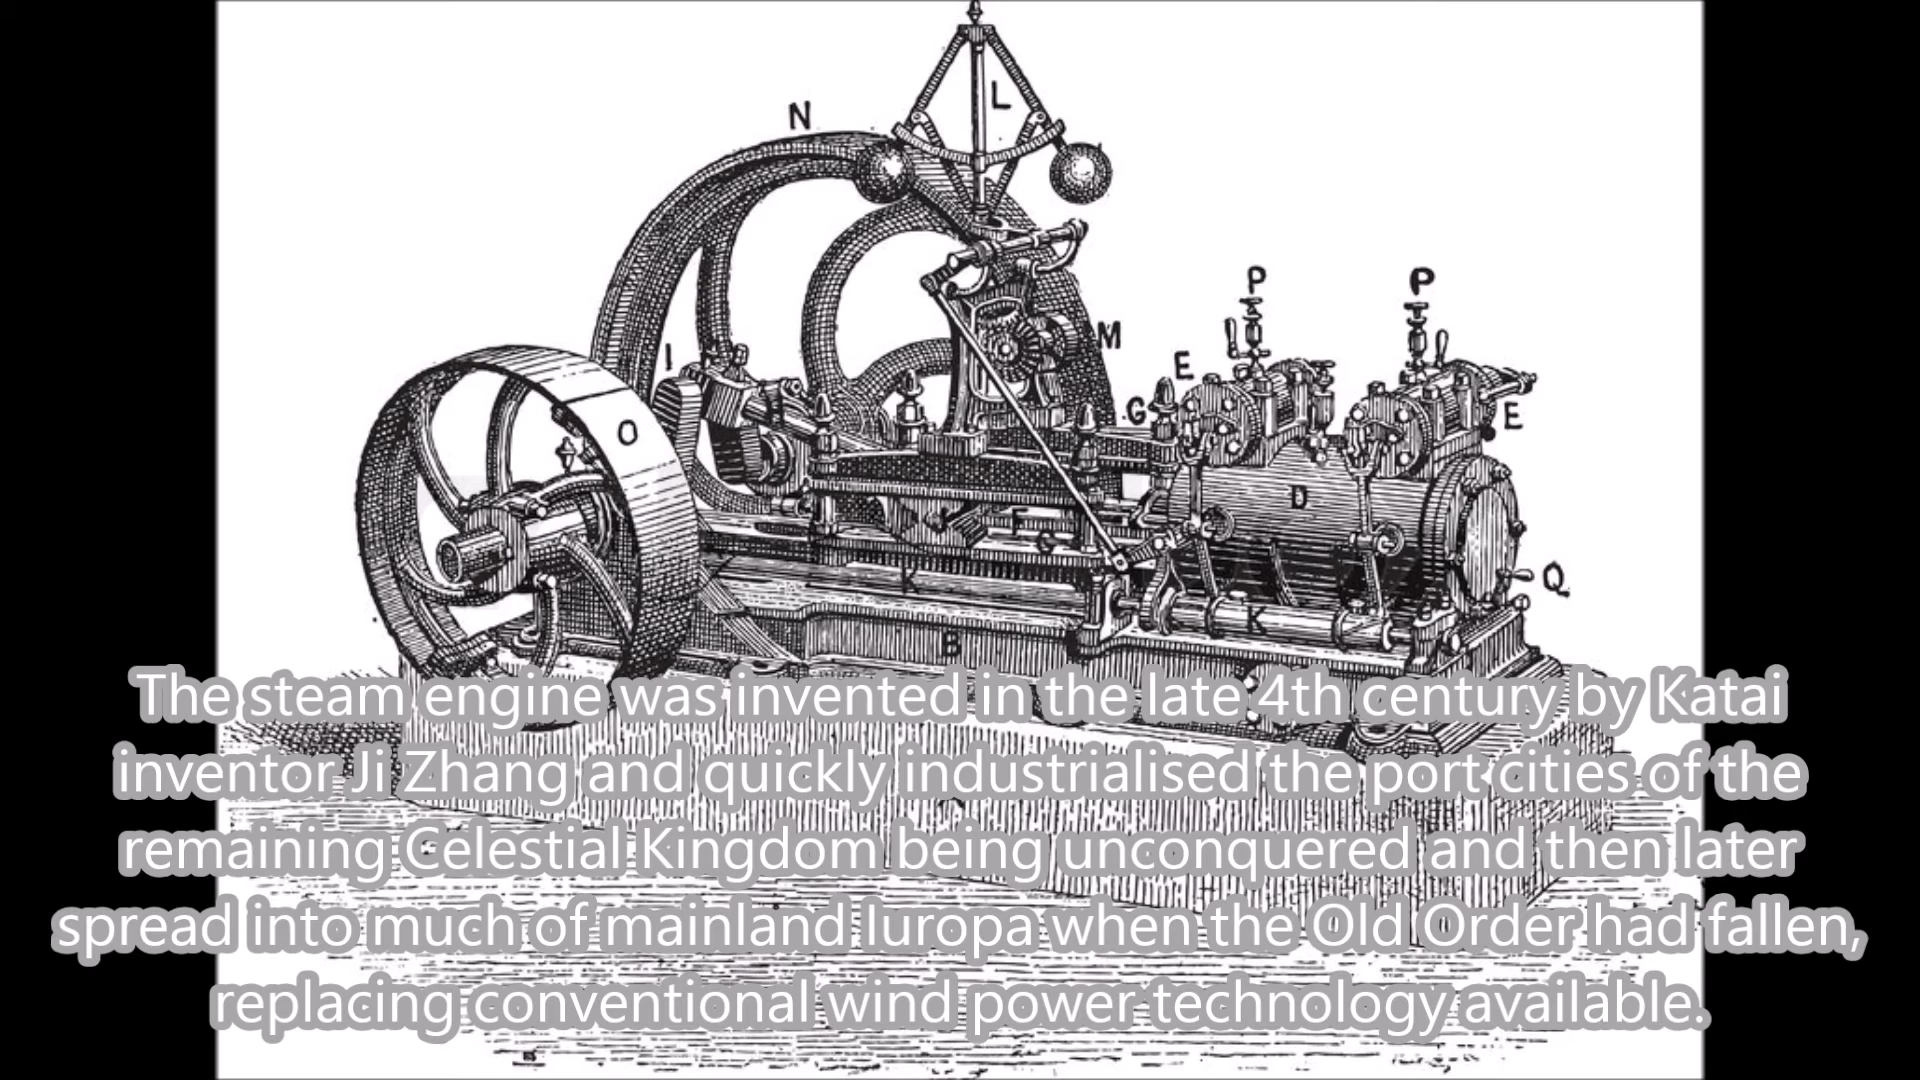 L
N
P P
I M E
G E
O
D
F
G
Q
K
K
B
The steam engine was invented in the late 4th century by Katai
inventor Ji Zhang and quickly industrialised the port cities of the
remaining Celestial Kingdom being unconquered and then later
spread into much of mainland Iuropa when the Old Order had fallen,
replacing conventional wind power technology available.